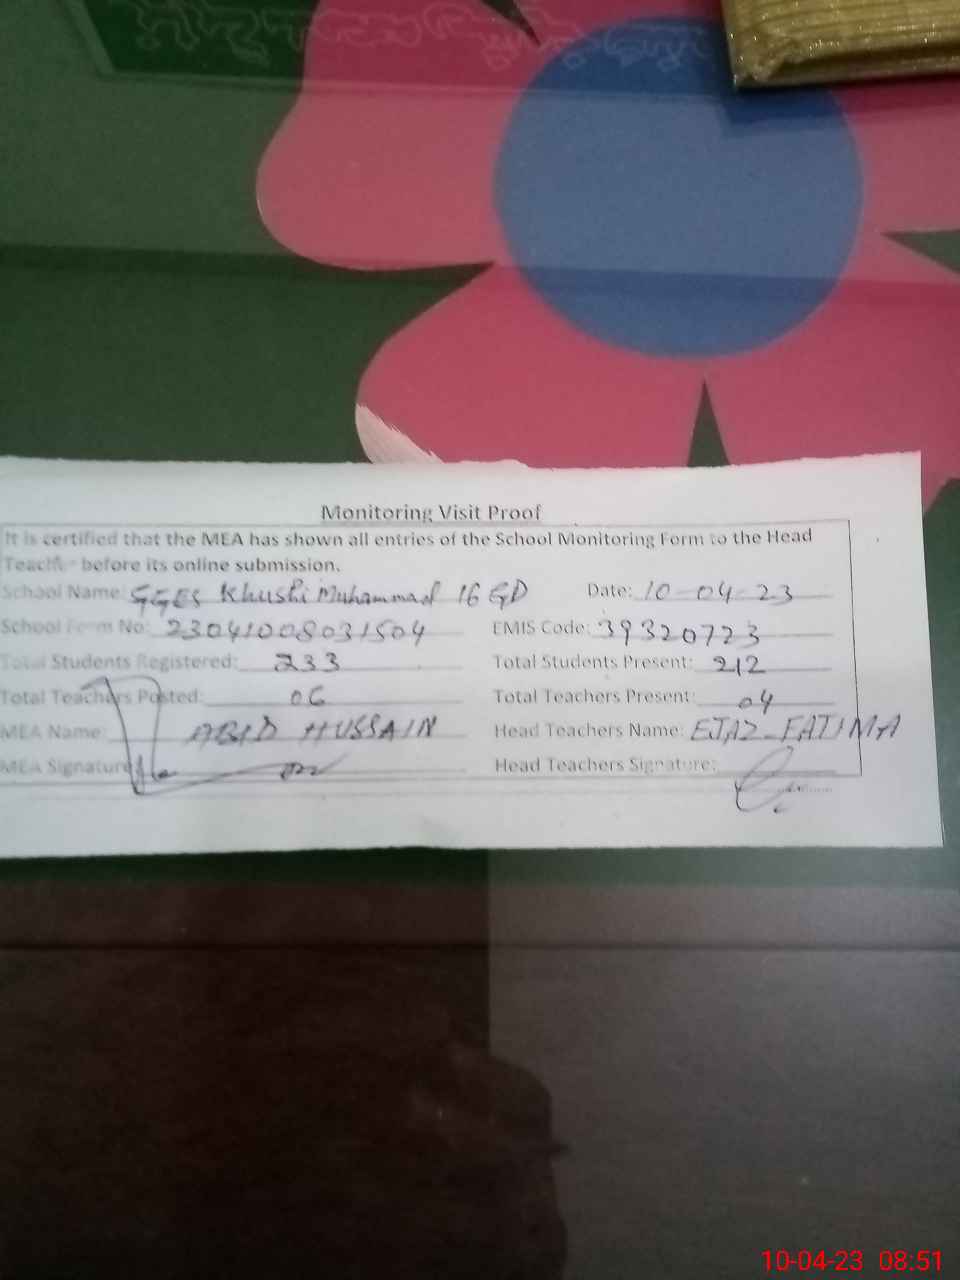 Monitoring Visit Proof
It is certified that the MEA has shown all entries of the School Monitoring Form to the Head
Teacher before its online submission.
School Name: GGES Khushi Muhammad 16 GD Date: 10-04-23
School Form No: 23041008031504 EMIS Code: 39320723
Total Students Registered: 233 Total Students Present: 212
Total Teachers Posted: 06 Total Teachers Present: 04
MEA Name: ABID HUSSAIN Head Teachers Name: EJAZ FATIMA
MEA Signature Head Teachers Signature:
10-04-23 08:51